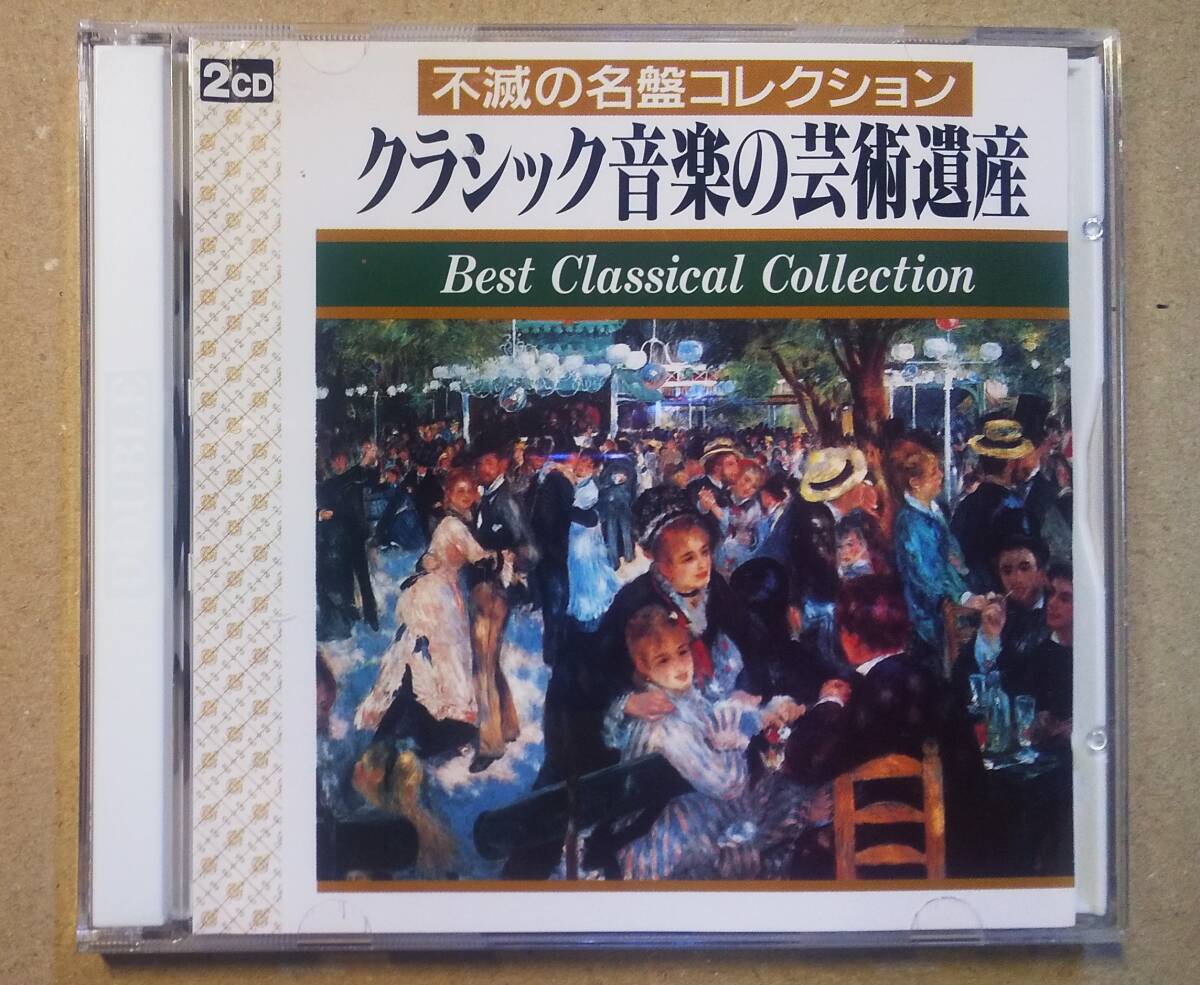 2CD
不滅の名盤コレクション
クラシック音楽の芸術遺産
Best Classical Collection